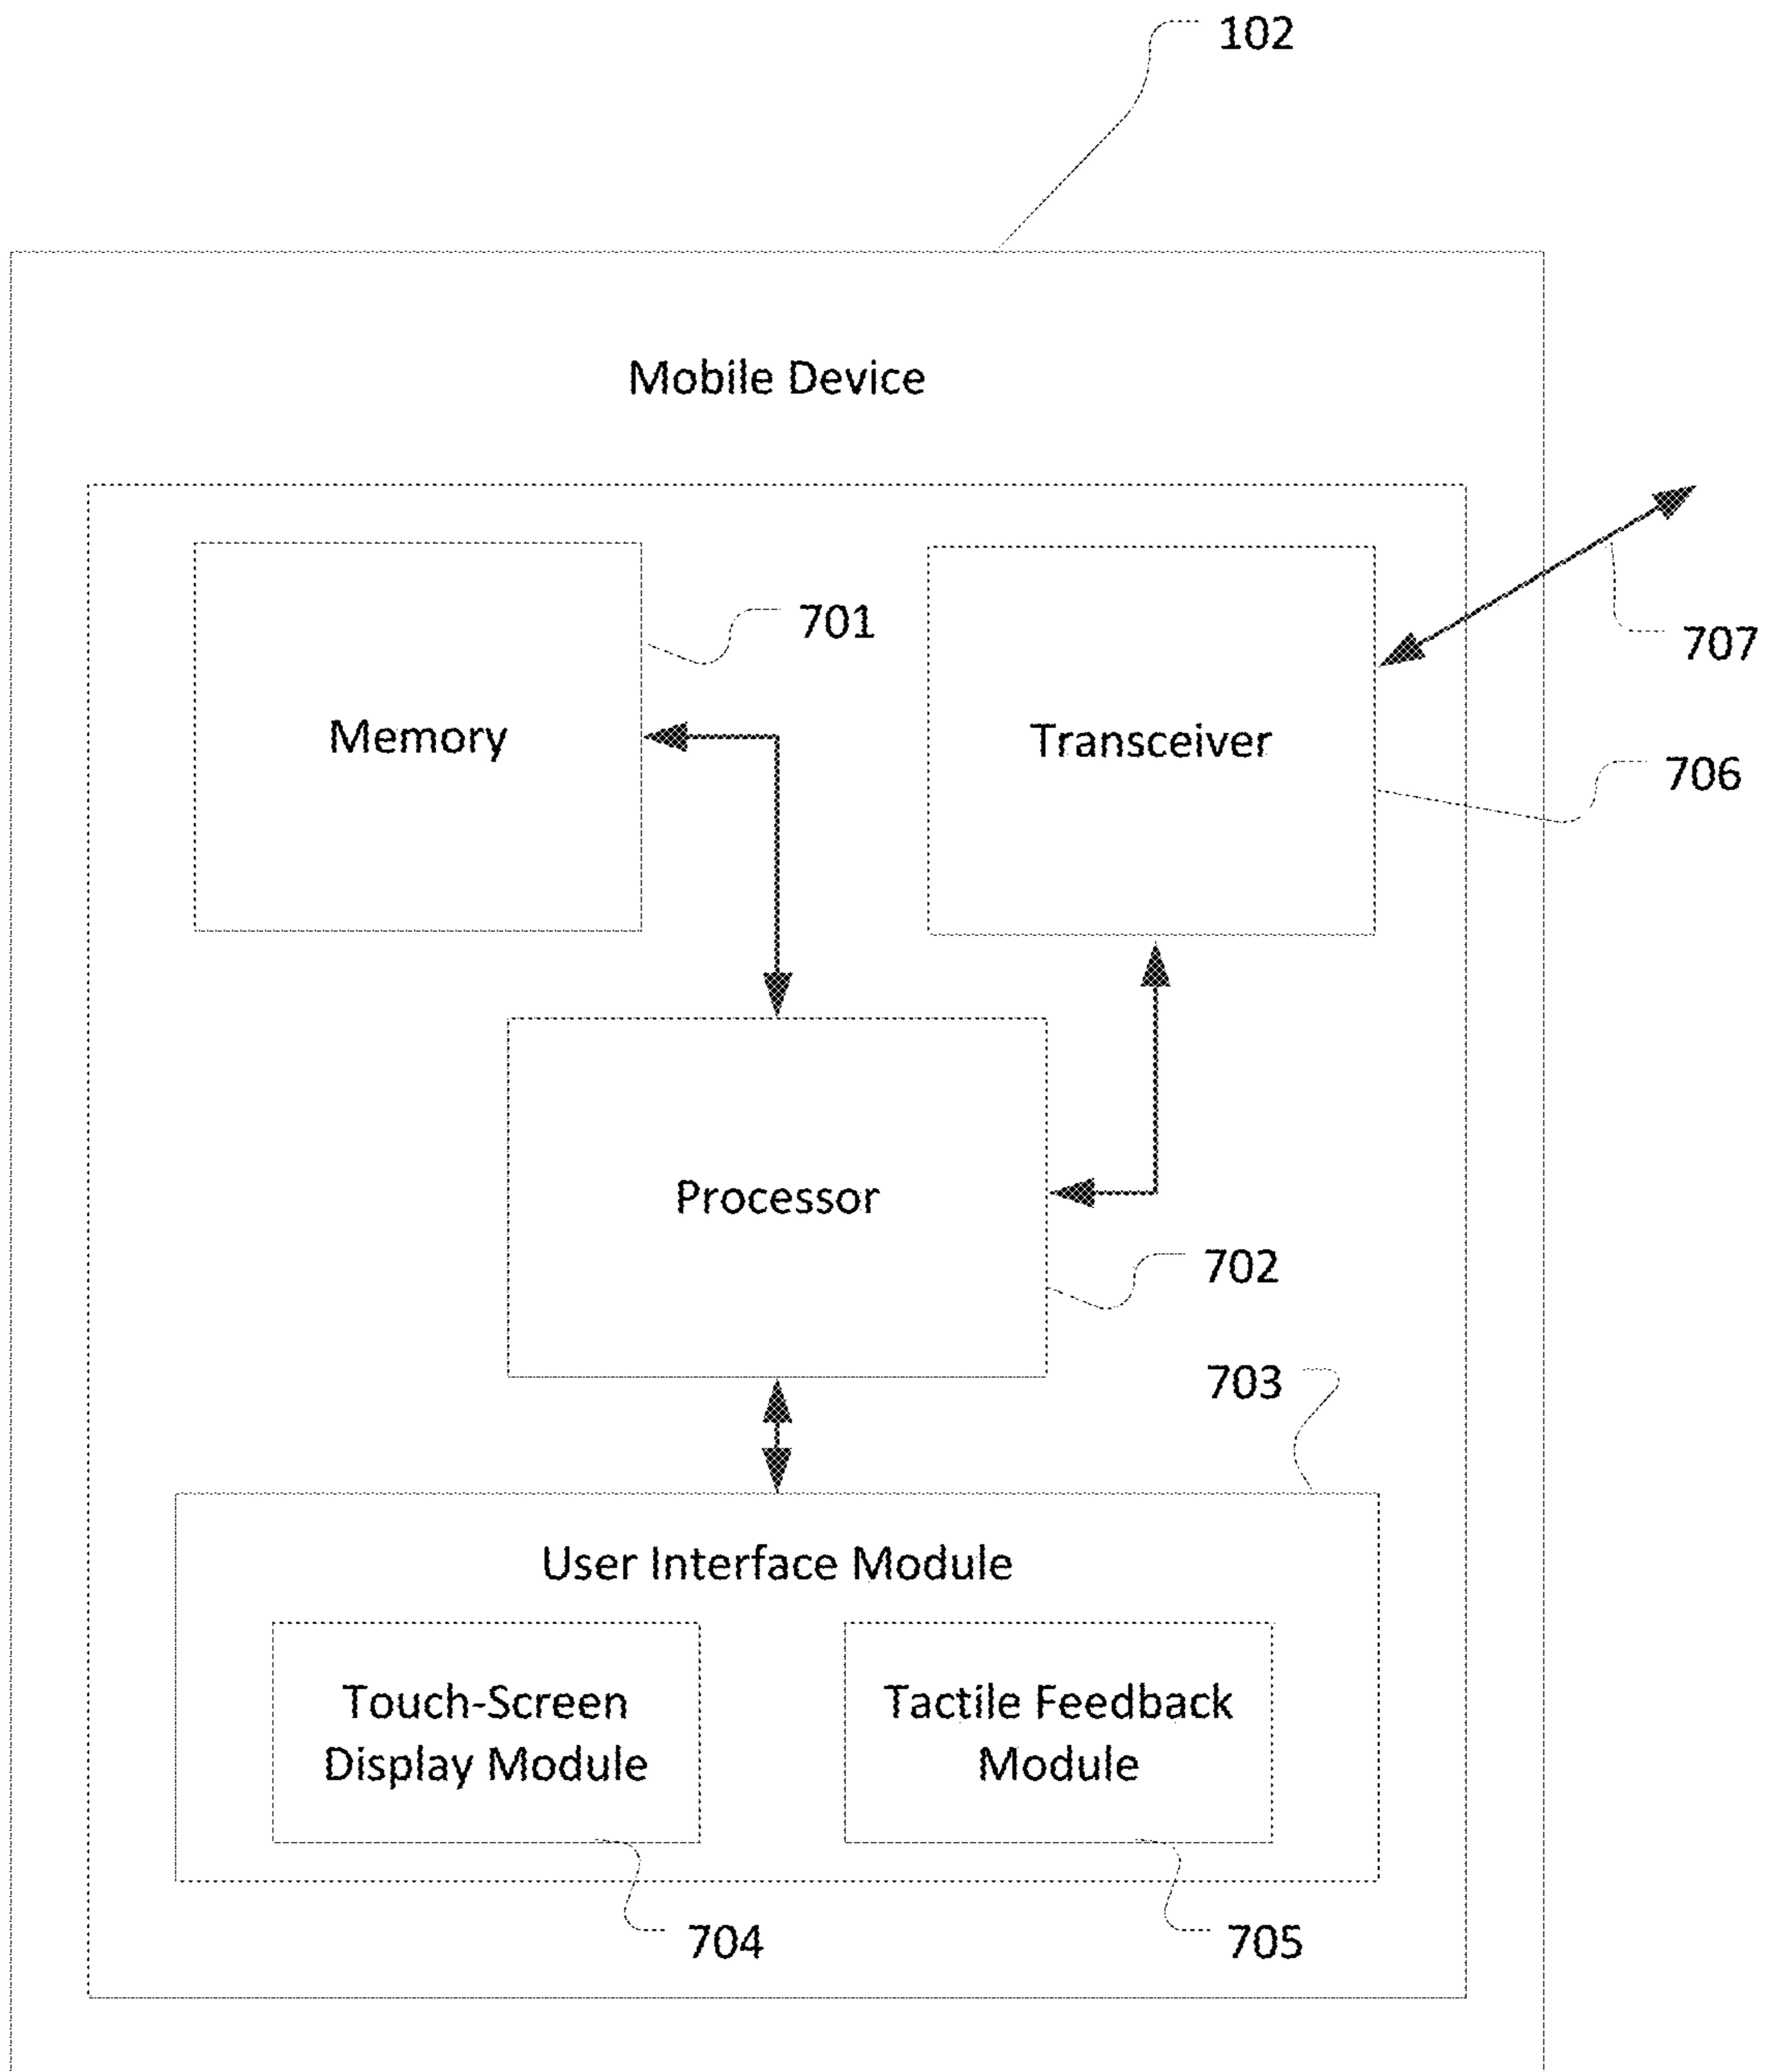 102
Mobile Device
701
707
Memory
Transceiver
706
Processor
702
703
User Interface Module
Touch-Screen
Display Module
Tactile Feedback
Module
704
705